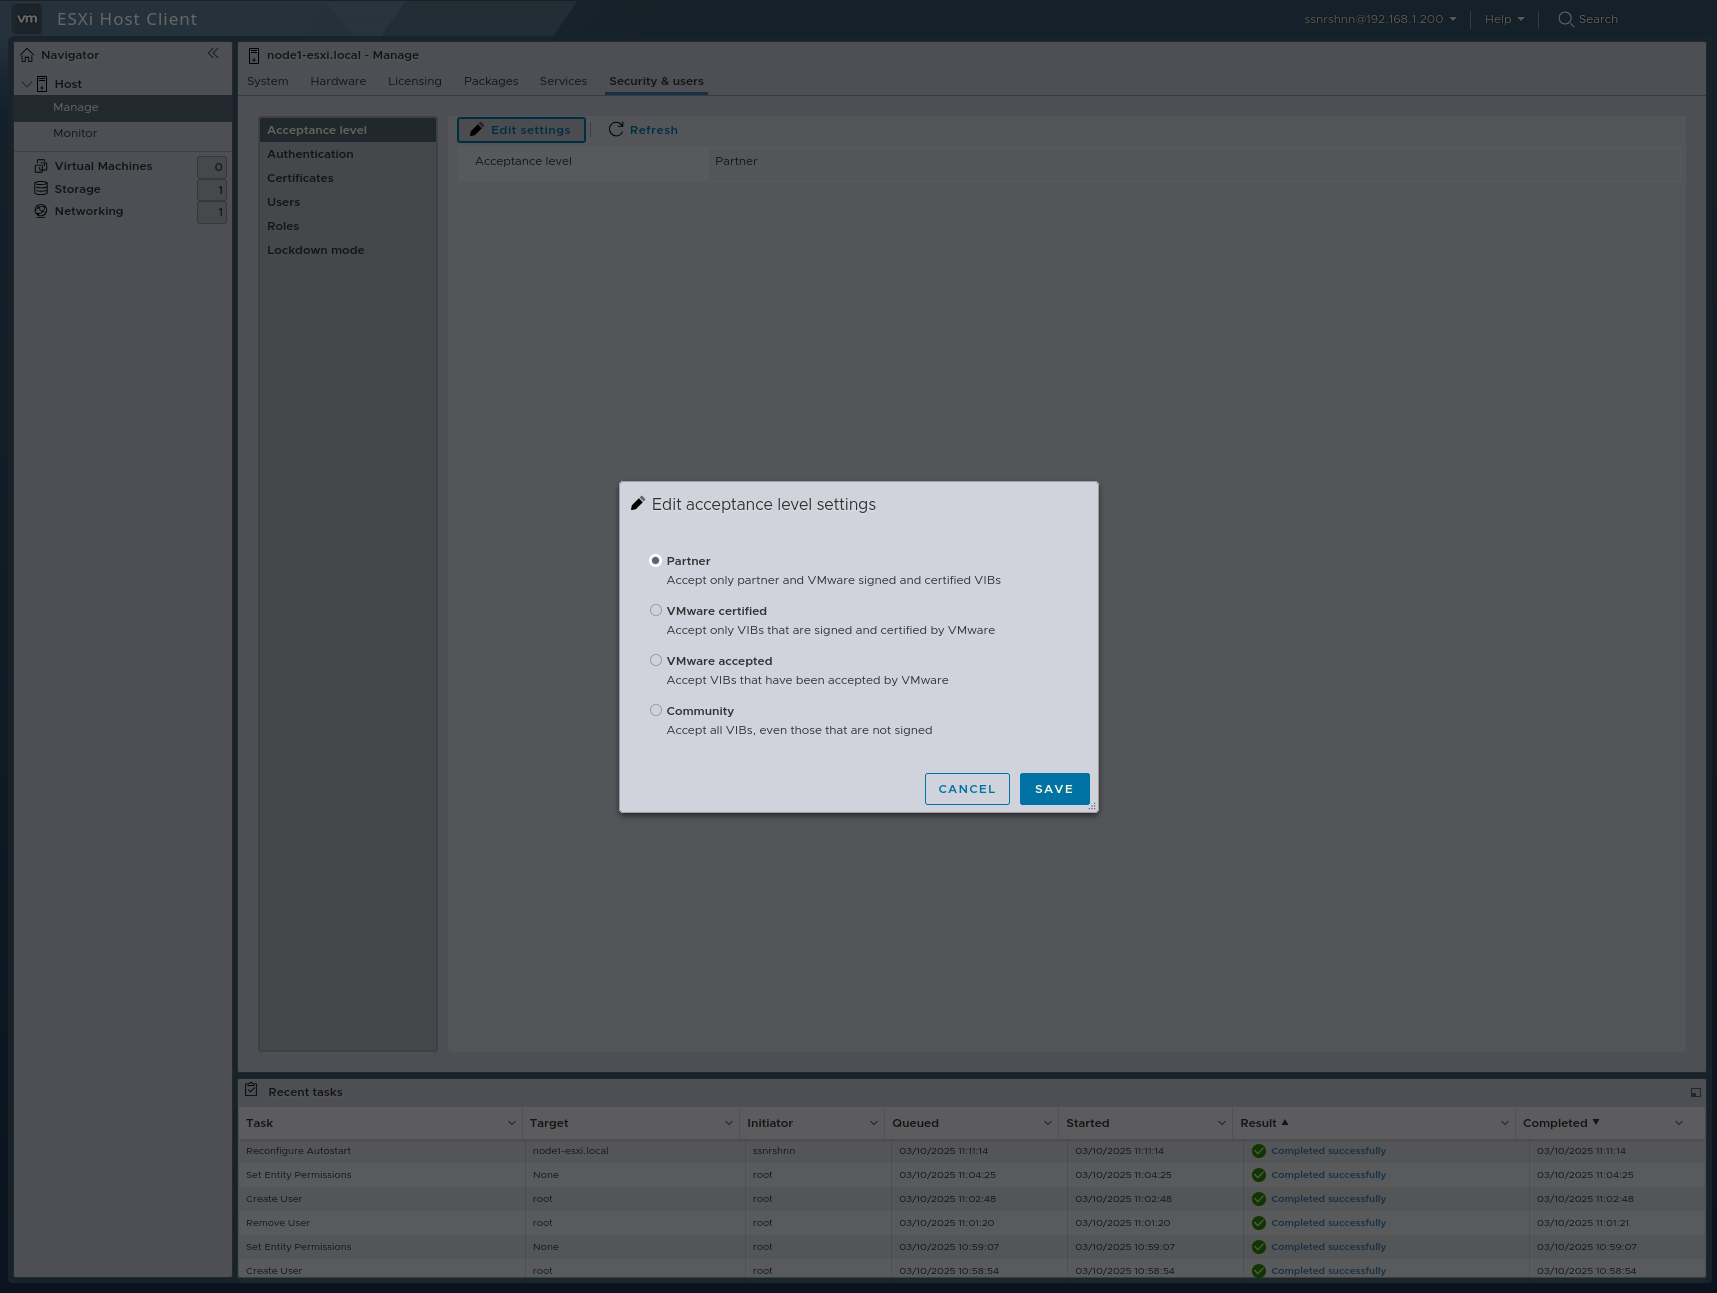 vm ESXi Host Client
ssnrshnn@192.168.1.200 Help Search
Navigator
Host
Manage
Monitor
Virtual Machines 0
Storage 1
Networking 1
node1-esxi.local - Manage
System Hardware Licensing Packages Services Security & users
Acceptance level
Authentication
Certificates
Users
Roles
Lockdown mode
Edit settings Refresh
Acceptance level Partner
Edit acceptance level settings
Partner
Accept only partner and VMware signed and certified VIBs
VMware certified
Accept only VIBs that are signed and certified by VMware
VMware accepted
Accept VIBs that have been accepted by VMware
Community
Accept all VIBs, even those that are not signed
CANCEL SAVE
Recent tasks
Task Target Initiator Queued Started Result Completed
Reconfigure Autostart node1-esxi.local ssnrshnn 03/10/2025 11:11:14 03/10/2025 11:11:14 Completed successfully 03/10/2025 11:11:14
Set Entity Permissions None root 03/10/2025 11:04:25 03/10/2025 11:04:25 Completed successfully 03/10/2025 11:04:25
Create User root root 03/10/2025 11:02:48 03/10/2025 11:02:48 Completed successfully 03/10/2025 11:02:48
Remove User root root 03/10/2025 11:01:20 03/10/2025 11:01:20 Completed successfully 03/10/2025 11:01:21
Set Entity Permissions None root 03/10/2025 10:59:07 03/10/2025 10:59:07 Completed successfully 03/10/2025 10:59:07
Create User root root 03/10/2025 10:58:54 03/10/2025 10:58:54 Completed successfully 03/10/2025 10:58:54